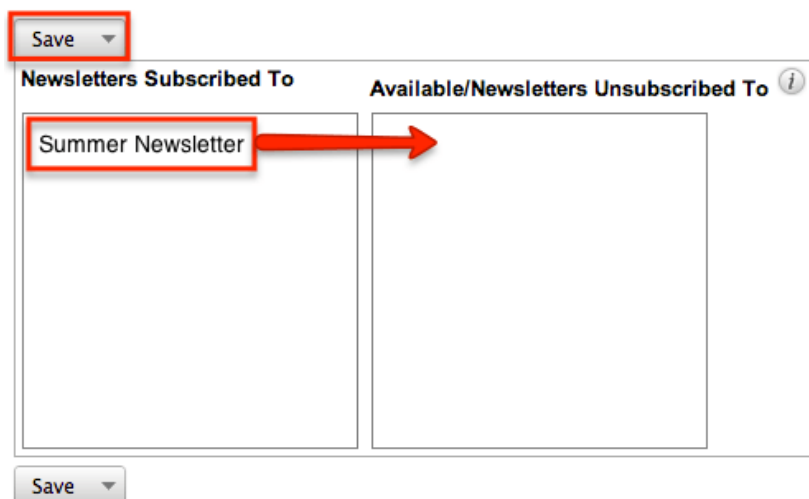 Save
Newsletters Subscribed To
Available/Newsletters Unsubscribed To i
Summer Newsletter
Save